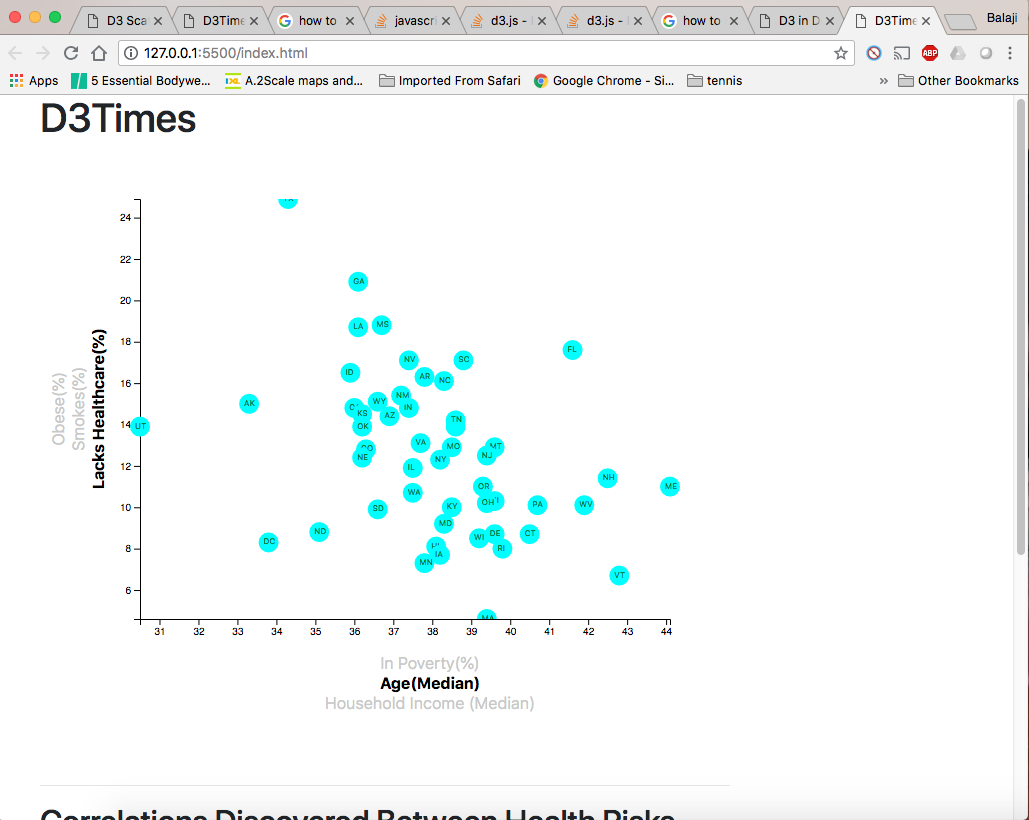 D3 Sca
D3Time
how to
javascri
d3.js -
d3.js -
how to
D3 in D
D3Time
Balaji
127.0.0.1:5500/index.html
ABP
Apps
5 Essential Bodywe...
A.2Scale maps and...
Imported From Safari
Google Chrome - Si...
tennis
»
Other Bookmarks
D3Times
24
22
20
18
16
14
12
10
8
6
Obese(%)
Smokes(%)
Lacks Healthcare(%)
GA
LA MS
FL
NV SC
ID AR NC
AK WY NM
KS AZ IN
UT OK TN
VA MO MT
NE NY NJ
IL
NH
WA OR ME
SD KY OH PA WV
MD
DC ND WI DE CT
IA RI
MN
VT
MA
31 32 33 34 35 36 37 38 39 40 41 42 43 44
In Poverty(%)
Age(Median)
Household Income (Median)
Correlations Discovered Between Health Risks